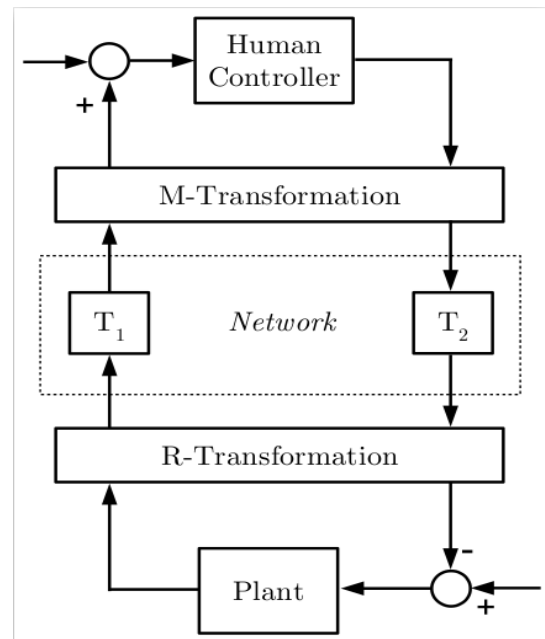 Human
Controller
+
M-Transformation
T₁
Network
T₂
R-Transformation
-
Plant
+